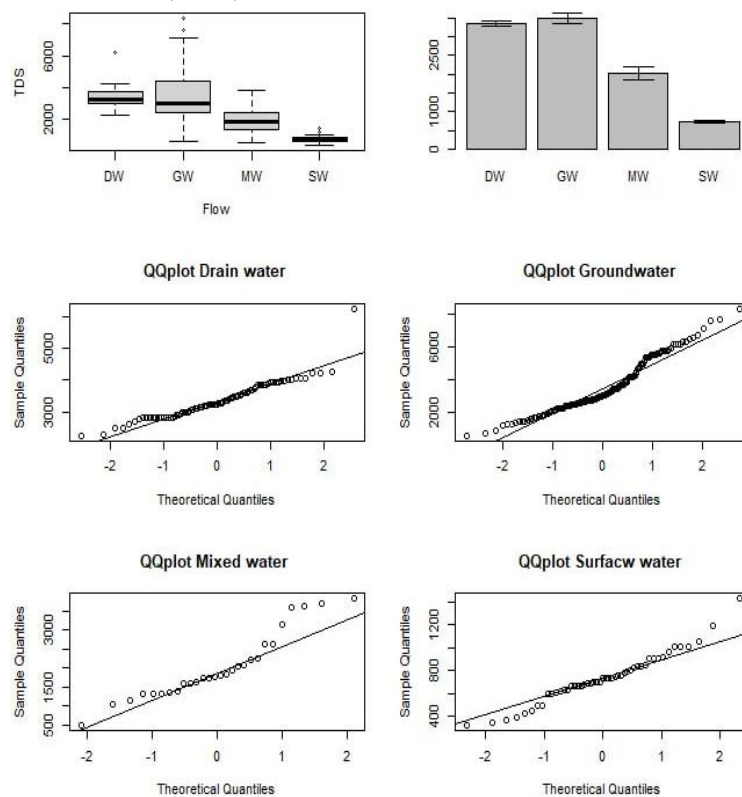 TDS
2000
6000
DW GW MW SW
Flow
0
1000
2500
DW GW MW SW
QQplot Drain water
Sample Quantiles
3000
5000
-2 -1 0 1 2
Theoretical Quantiles
QQplot Groundwater
Sample Quantiles
2000
6000
-2 -1 0 1 2
Theoretical Quantiles
QQplot Mixed water
Sample Quantiles
500
1500
3000
-2 -1 0 1 2
Theoretical Quantiles
QQplot Surfacw water
Sample Quantiles
400
800
1200
-2 -1 0 1 2
Theoretical Quantiles